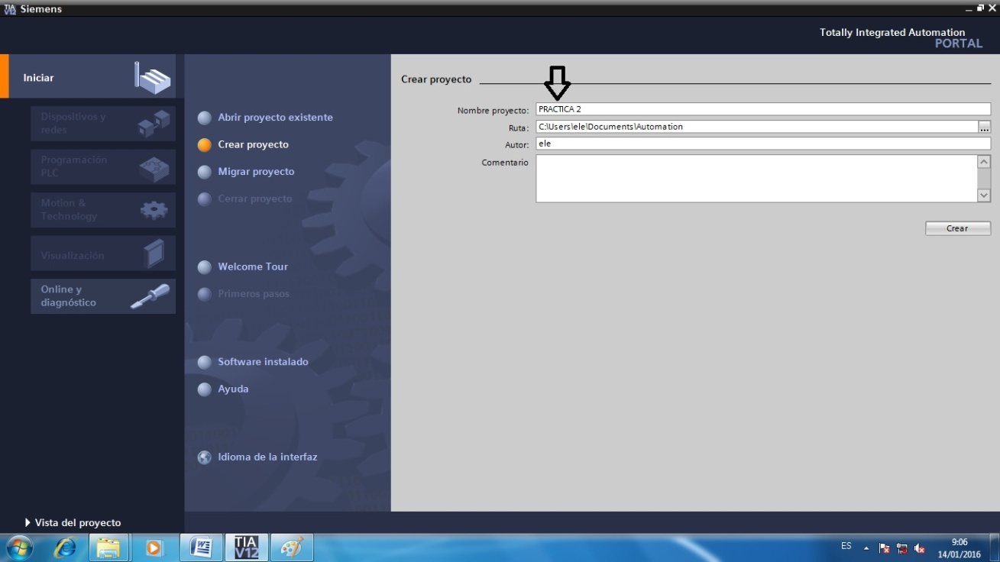 TIA V12 Siemens
Totally Integrated Automation
PORTAL
Iniciar
Dispositivos y
redes
Programación
PLC
Motion &
Technology
Visualización
Online y
diagnóstico
Abrir proyecto existente
Crear proyecto
Migrar proyecto
Cerrar proyecto
Welcome Tour
Primeros pasos
Software instalado
Ayuda
Idioma de la interfaz
Crear proyecto
Nombre proyecto: PRACTICA 2
Ruta: C:\Users\ele\Documents\Automation ...
Autor: ele
Comentario
Crear
Vista del proyecto
TIA
V12
ES
9:06
14/01/2016